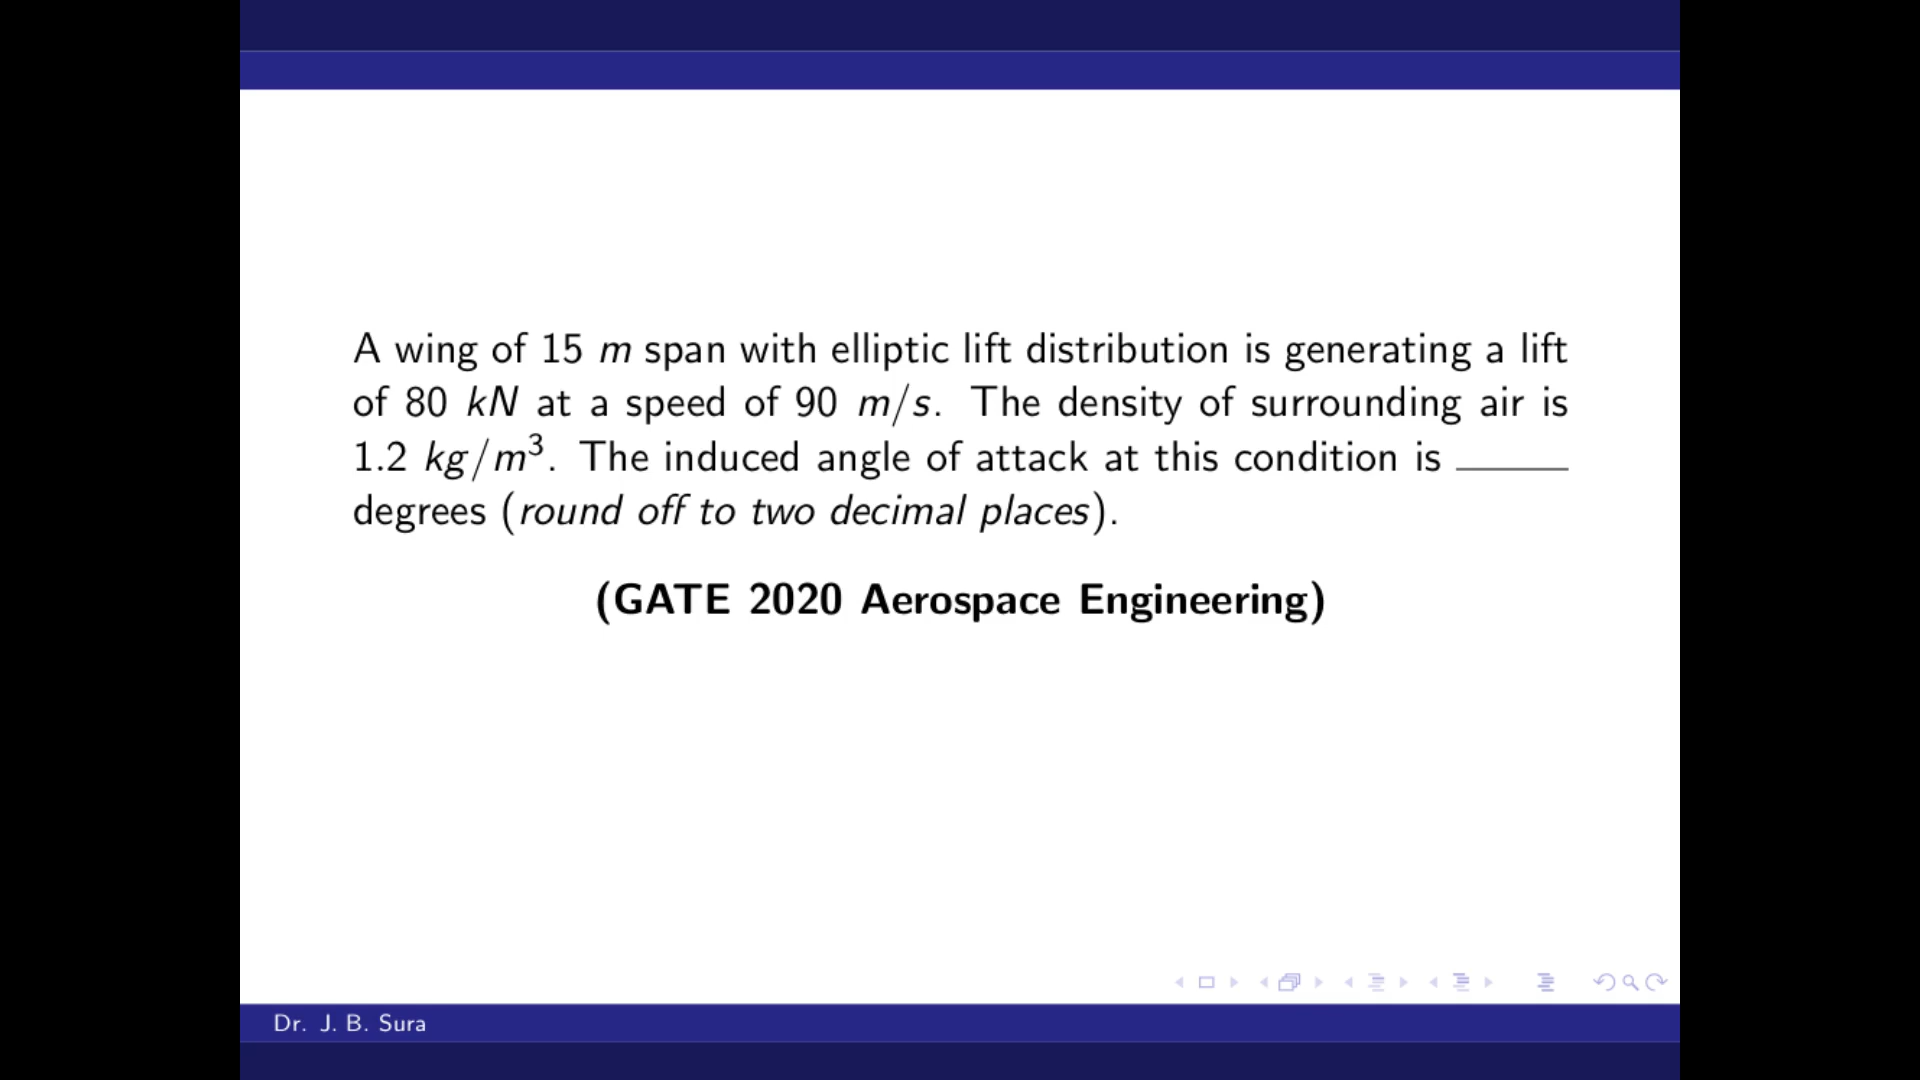 A wing of 15 m span with elliptic lift distribution is generating a lift
of 80 kN at a speed of 90 m/s. The density of surrounding air is
1.2 kg/m³. The induced angle of attack at this condition is ______
degrees (round off to two decimal places).
(GATE 2020 Aerospace Engineering)
Dr. J. B. Sura